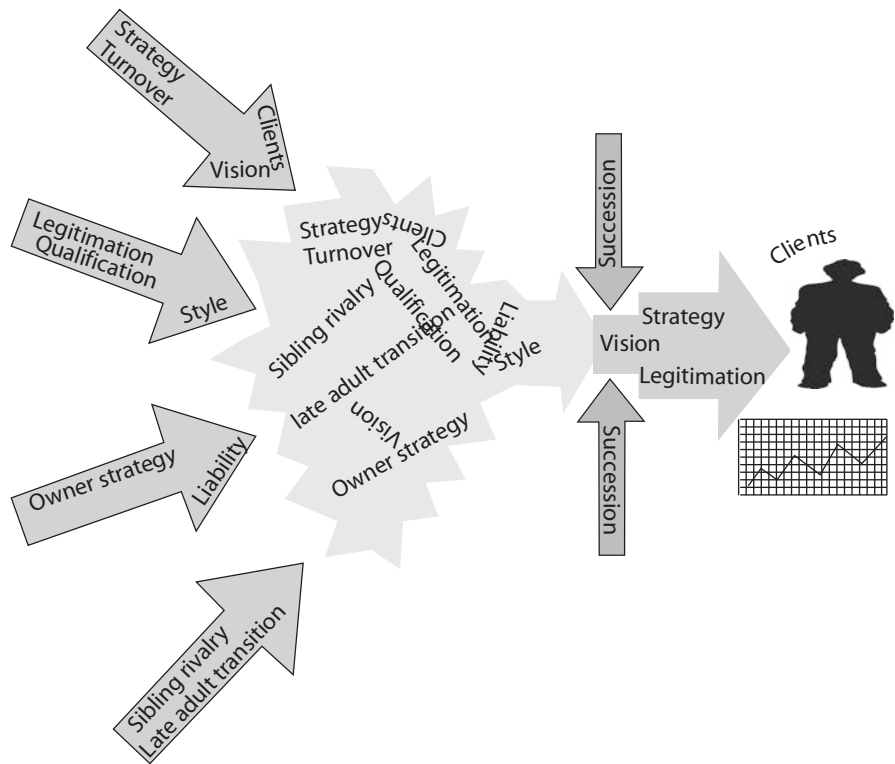 Strategy
Turnover
Clients
Vision
Legitimation
Qualification
Style
Owner strategy
Liability
Sibling rivalry
Late adult transition
Strategy
Turnover
Clients
Legitimation
Qualification
Sibling rivalry
late adult transition
Liability
Style
Vision
Owner strategy
Succession
Succession
Strategy
Vision
Legitimation
Clients